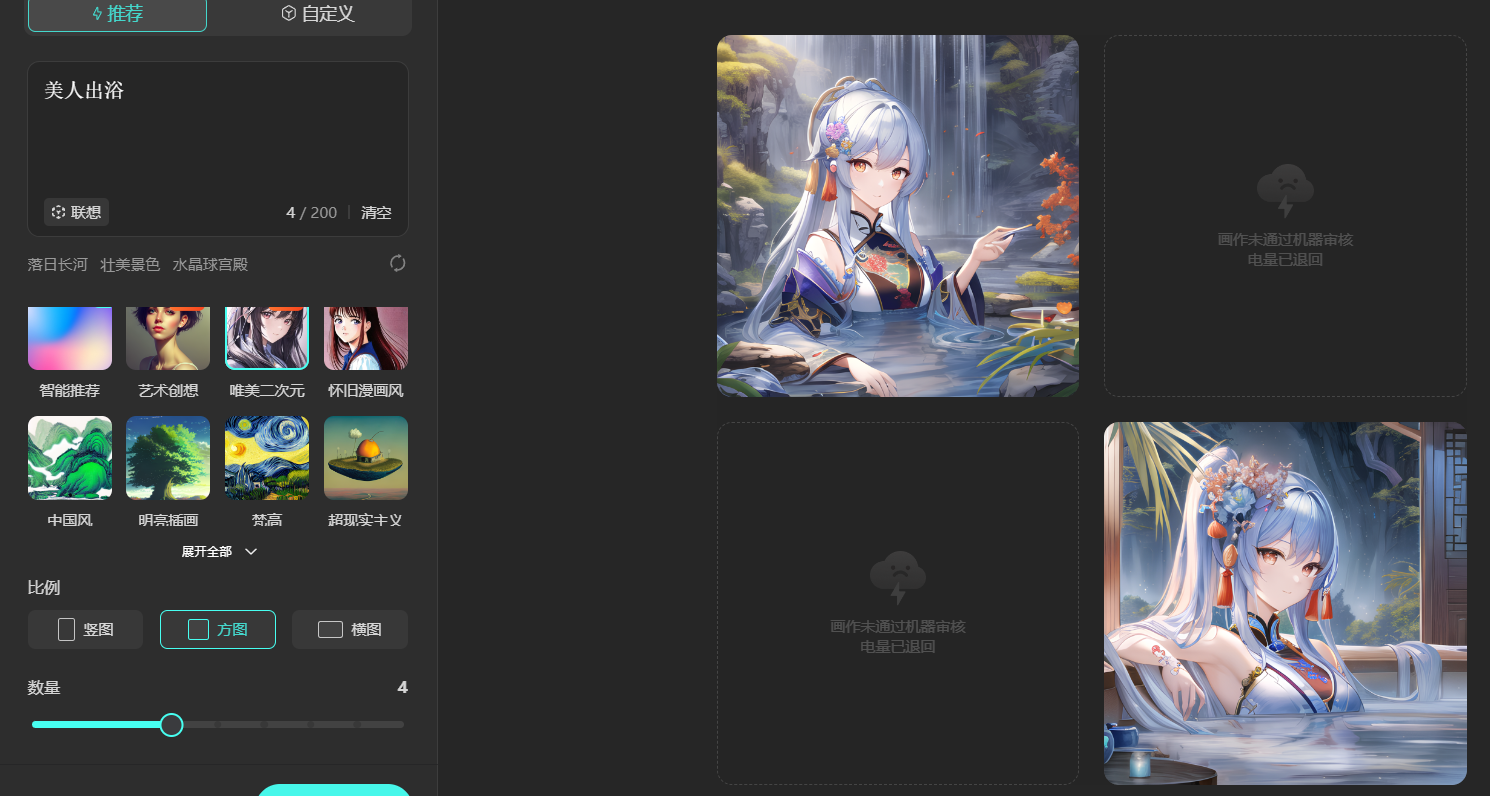 推荐
自定义
美人出浴
联想
4 / 200
清空
落日长河 壮美景色 水晶球宫殿
智能推荐 艺术创想 唯美二次元 怀旧漫画风
中国风 明亮插画 梵高 超现实主义
展开全部
比例
竖图 方图 横图
数量 4
画作未通过机器审核
电量已退回
画作未通过机器审核
电量已退回